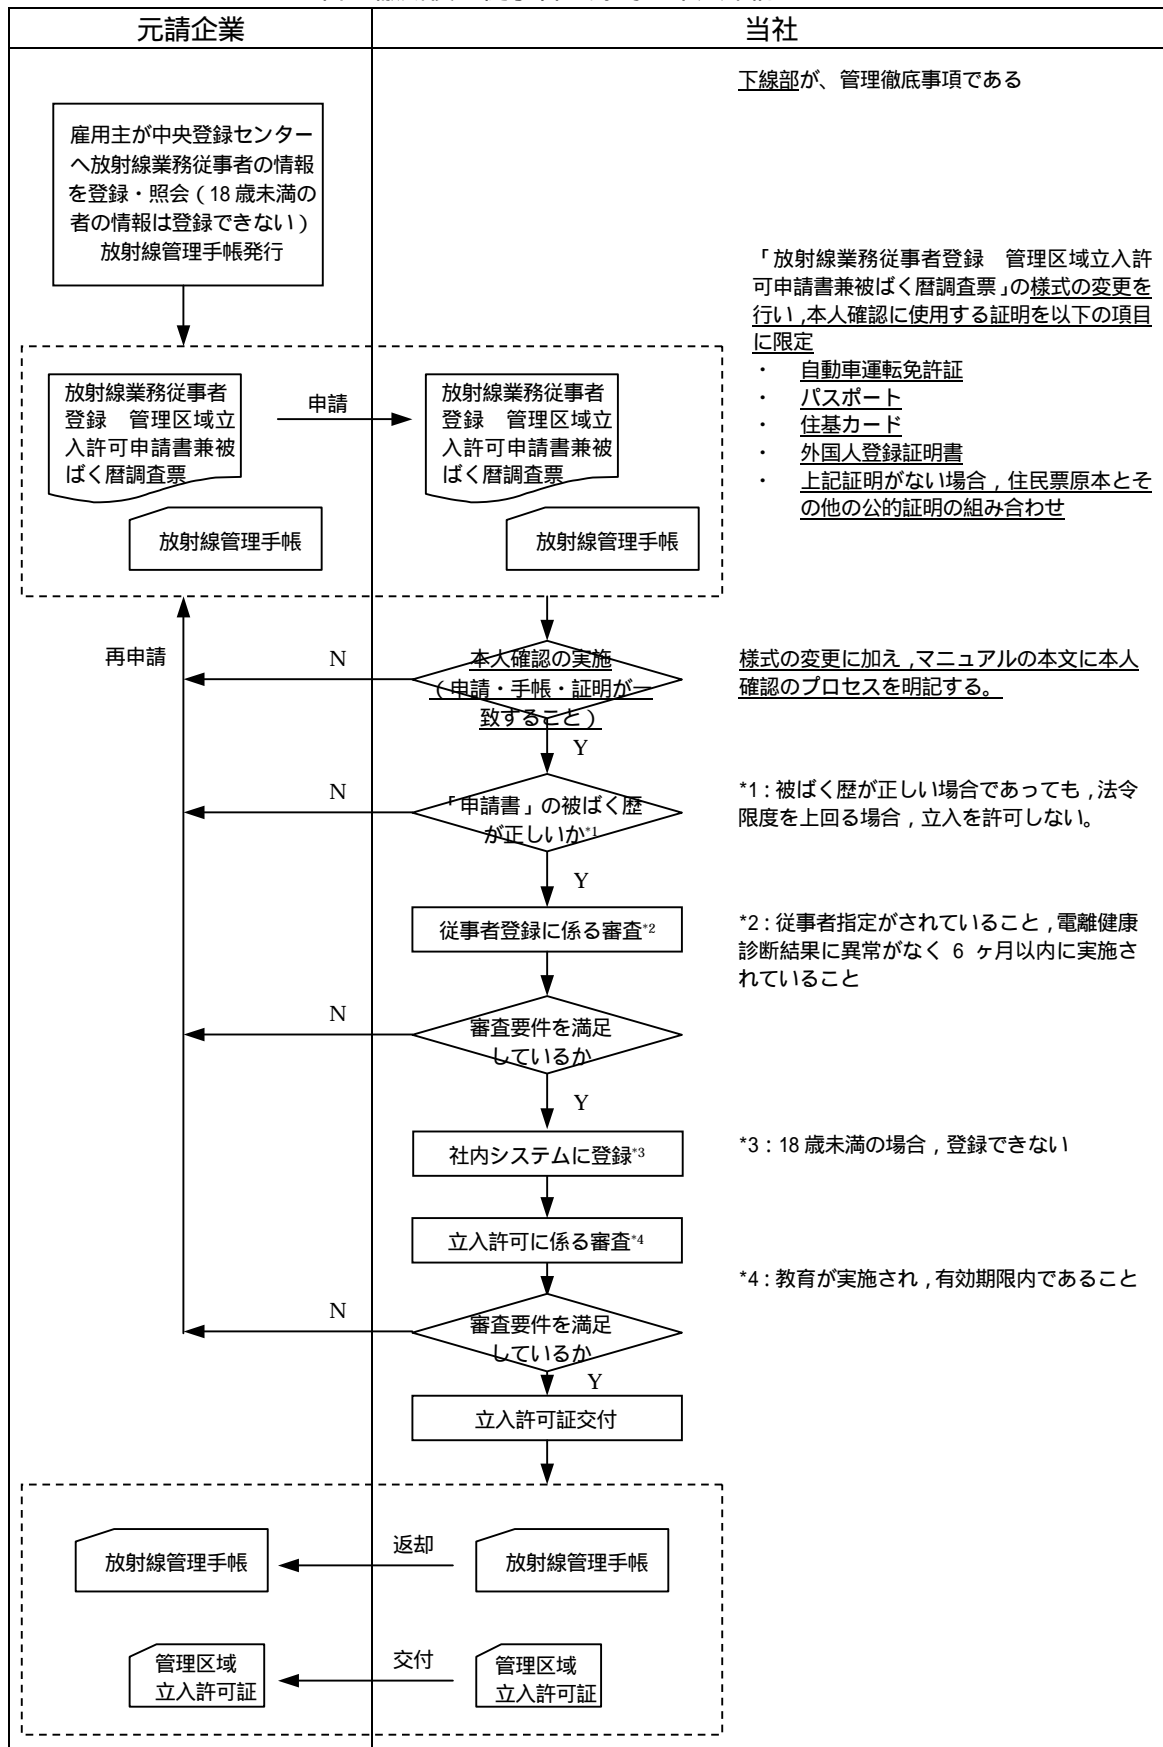 元請企業
当社
下線部が、管理徹底事項である
雇用主が中央登録センター
へ放射線業務従事者の情報
を登録・照会(18歳未満の
者の情報は登録できない)
放射線管理手帳発行
「放射線業務従事者登録　管理区域立入許
可申請書兼被ばく暦調査票」の様式の変更を
行い,本人確認に使用する証明を以下の項目
に限定
・ 自動車運転免許証
・ パスポート
・ 住基カード
・ 外国人登録証明書
・ 上記証明がない場合,住民票原本とそ
の他の公的証明の組み合わせ
放射線業務従事者
登録　管理区域立
入許可申請書兼被
ばく暦調査票
申請
放射線業務従事者
登録　管理区域立
入許可申請書兼被
ばく暦調査票
放射線管理手帳
放射線管理手帳
再申請
N
本人確認の実施
(申請・手帳・証明が一
致すること)
様式の変更に加え,マニュアルの本文に本人
確認のプロセスを明記する。
Y
N
「申請書」の被ばく歴
が正しいか*1
*1:被ばく歴が正しい場合であっても,法令
限度を上回る場合,立入を許可しない。
Y
従事者登録に係る審査*2
*2:従事者指定がされていること,電離健康
診断結果に異常がなく 6 ヶ月以内に実施さ
れていること
N
審査要件を満足
しているか
Y
社内システムに登録*3
*3:18歳未満の場合,登録できない
立入許可に係る審査*4
*4:教育が実施され,有効期限内であること
N
審査要件を満足
しているか
Y
立入許可証交付
放射線管理手帳
返却
放射線管理手帳
管理区域
立入許可証
交付
管理区域
立入許可証